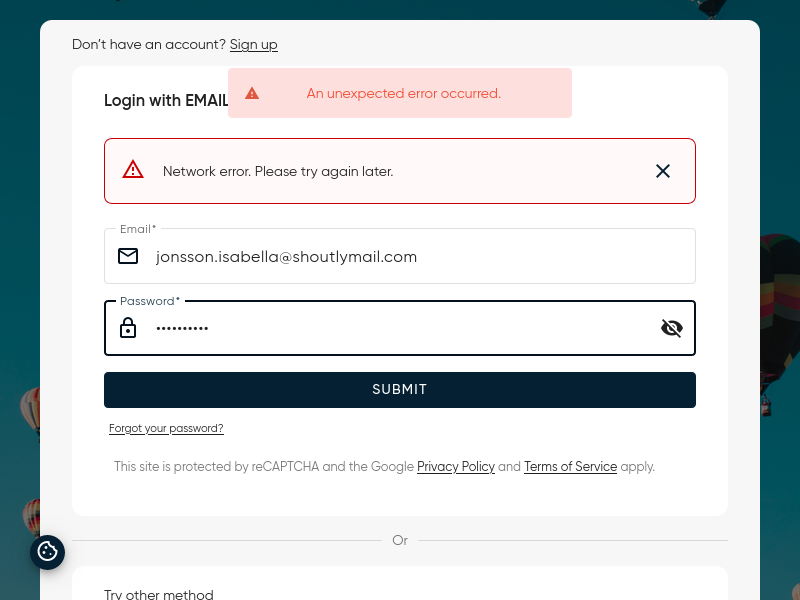 Don’t have an account? Sign up
An unexpected error occurred.
Login with EMAIL
Network error. Please try again later.
Email*
jonsson.isabella@shoutlymail.com
Password*
••••••••••
SUBMIT
Forgot your password?
This site is protected by reCAPTCHA and the Google Privacy Policy and Terms of Service apply.
Or
Try other method